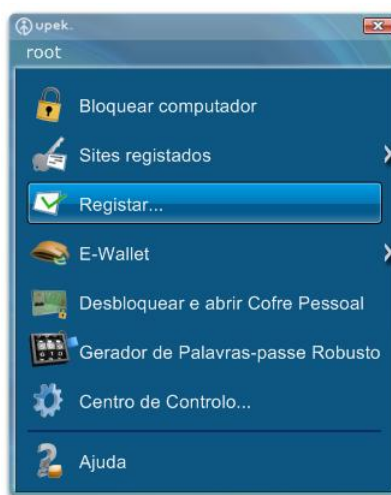 upek
root
Bloquear computador
Sites registados
Registar...
E-Wallet
Desbloquear e abrir Cofre Pessoal
Gerador de Palavras-passe Robusto
Centro de Controlo...
Ajuda